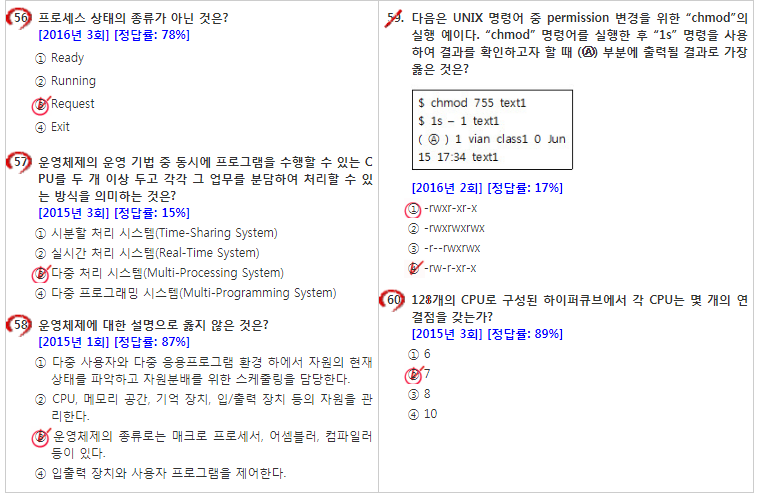 56. 프로세스 상태의 종류가 아닌 것은?
[2016년 3회] [정답률: 78%]
① Ready
② Running
③ Request
④ Exit
57. 운영체제의 운영 기법 중 동시에 프로그램을 수행할 수 있는 C
PU를 두 개 이상 두고 각각 그 업무를 분담하여 처리할 수 있
는 방식을 의미하는 것은?
[2015년 3회] [정답률: 15%]
① 시분할 처리 시스템(Time-Sharing System)
② 실시간 처리 시스템(Real-Time System)
③ 다중 처리 시스템(Multi-Processing System)
④ 다중 프로그래밍 시스템(Multi-Programming System)
58. 운영체제에 대한 설명으로 옳지 않은 것은?
[2015년 1회] [정답률: 87%]
① 다중 사용자와 다중 응용프로그램 환경 하에서 자원의 현재
상태를 파악하고 자원분배를 위한 스케줄링을 담당한다.
② CPU, 메모리 공간, 기억 장치, 입/출력 장치 등의 자원을 관
리한다.
③ 운영체제의 종류로는 매크로 프로세서, 어셈블러, 컴파일러
등이 있다.
④ 입출력 장치와 사용자 프로그램을 제어한다.
59. 다음은 UNIX 명령어 중 permission 변경을 위한 “chmod”의
실행 예이다. “chmod” 명령어를 실행한 후 “1s” 명령을 사용
하여 결과를 확인하고자 할 때 (Ⓐ) 부분에 출력될 결과로 가장
옳은 것은?
$ chmod 755 text1
$ 1s – 1 text1
( Ⓐ ) 1 vian class1 0 Jun
15 17:34 text1
[2016년 2회] [정답률: 17%]
① -rwxr-xr-x
② -rwxrwxrwx
③ -r--rwxrwx
④ -rw-r-xr-x
60. 128개의 CPU로 구성된 하이퍼큐브에서 각 CPU는 몇 개의 연
결점을 갖는가?
[2015년 3회] [정답률: 89%]
① 6
② 7
③ 8
④ 10